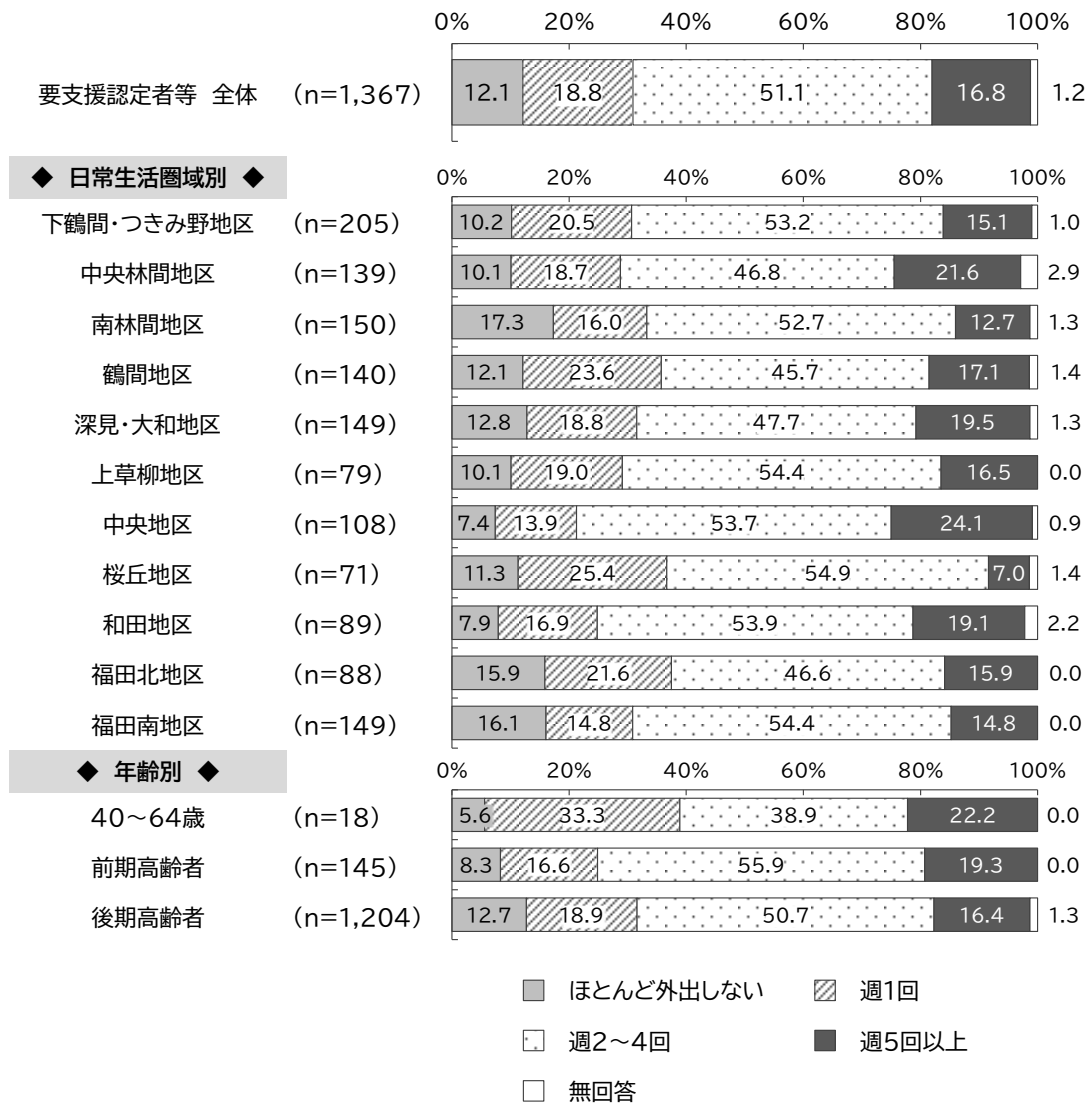 0% 20% 40% 60% 80% 100%
要支援認定者等 全体 (n=1,367) 12.1 18.8 51.1 16.8 1.2
◆ 日常生活圏域別 ◆ 0% 20% 40% 60% 80% 100%
下鶴間・つきみ野地区 (n=205) 10.2 20.5 53.2 15.1 1.0
中央林間地区 (n=139) 10.1 18.7 46.8 21.6 2.9
南林間地区 (n=150) 17.3 16.0 52.7 12.7 1.3
鶴間地区 (n=140) 12.1 23.6 45.7 17.1 1.4
深見・大和地区 (n=149) 12.8 18.8 47.7 19.5 1.3
上草柳地区 (n=79) 10.1 19.0 54.4 16.5 0.0
中央地区 (n=108) 7.4 13.9 53.7 24.1 0.9
桜丘地区 (n=71) 11.3 25.4 54.9 7.0 1.4
和田地区 (n=89) 7.9 16.9 53.9 19.1 2.2
福田北地区 (n=88) 15.9 21.6 46.6 15.9 0.0
福田南地区 (n=149) 16.1 14.8 54.4 14.8 0.0
◆ 年齢別 ◆ 0% 20% 40% 60% 80% 100%
40～64歳 (n=18) 5.6 33.3 38.9 22.2 0.0
前期高齢者 (n=145) 8.3 16.6 55.9 19.3 0.0
後期高齢者 (n=1,204) 12.7 18.9 50.7 16.4 1.3
ほとんど外出しない 週1回
週2～4回 週5回以上
無回答